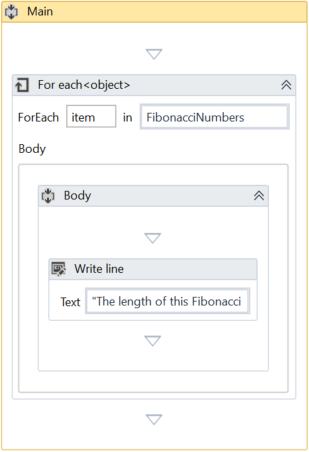 Main
For each<object>
ForEach item in FibonacciNumbers
Body
Body
Write line
Text "The length of this Fibonacci